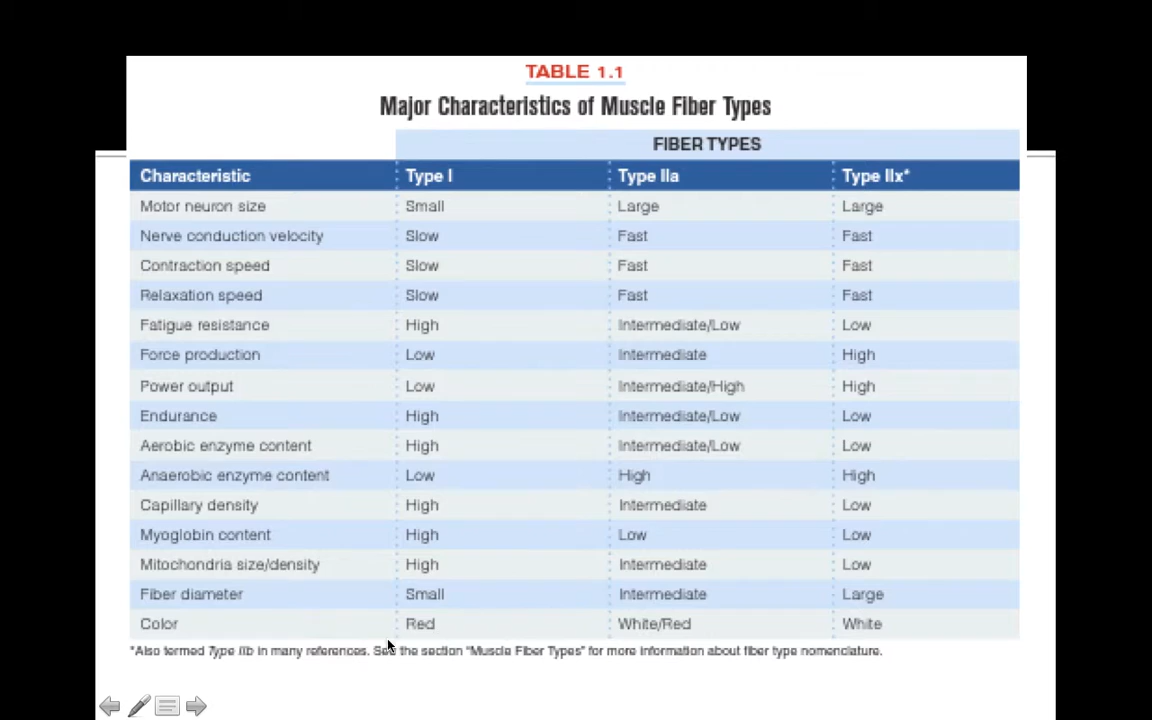 TABLE 1.1
Major Characteristics of Muscle Fiber Types
FIBER TYPES
Characteristic Type I Type IIa Type IIx*
Motor neuron size Small Large Large
Nerve conduction velocity Slow Fast Fast
Contraction speed Slow Fast Fast
Relaxation speed Slow Fast Fast
Fatigue resistance High Intermediate/Low Low
Force production Low Intermediate High
Power output Low Intermediate/High High
Endurance High Intermediate/Low Low
Aerobic enzyme content High Intermediate/Low Low
Anaerobic enzyme content Low High High
Capillary density High Intermediate Low
Myoglobin content High Low Low
Mitochondria size/density High Intermediate Low
Fiber diameter Small Intermediate Large
Color Red White/Red White
*Also termed Type IIb in many references. See the section “Muscle Fiber Types” for more information about fiber type nomenclature.